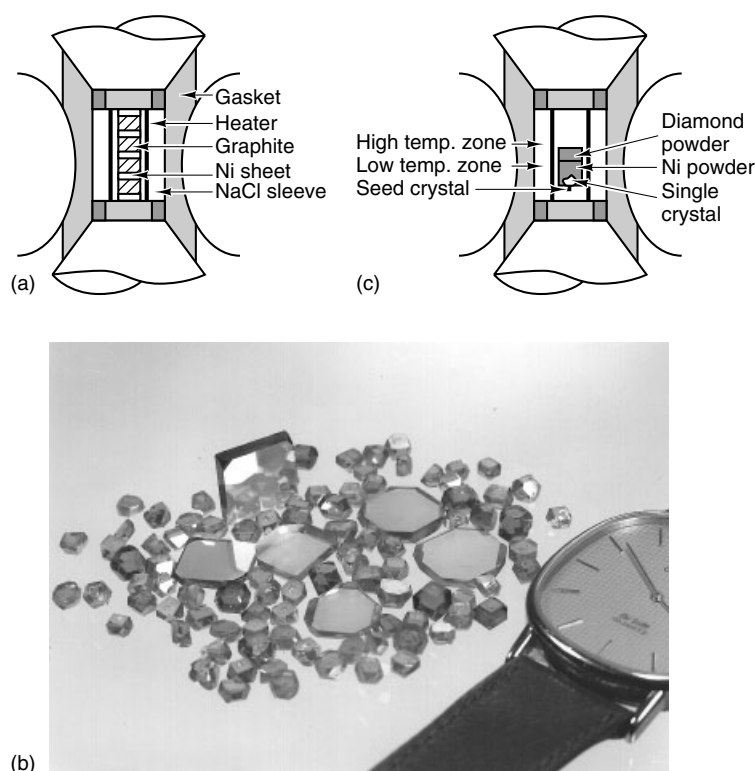 Gasket
Heater
Graphite
Ni sheet
NaCl sleeve
(a)
High temp. zone
Low temp. zone
Seed crystal
Diamond
powder
Ni powder
Single
crystal
(c)
(b)